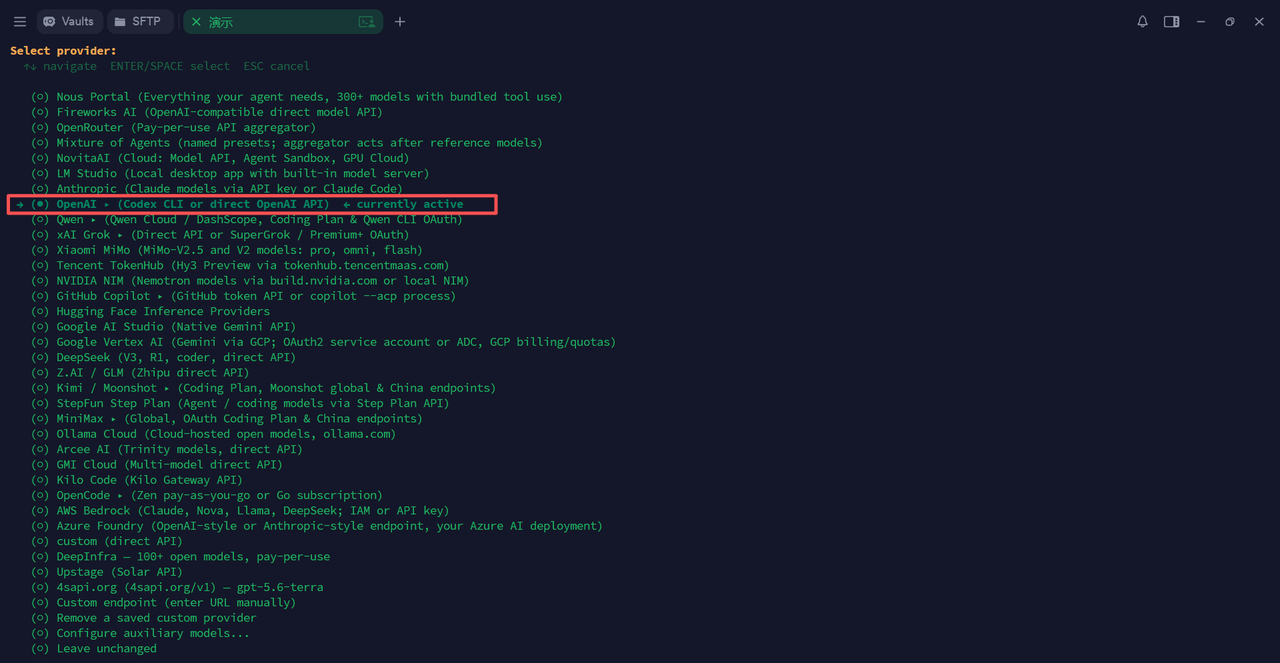 Vaults SFTP 演示
Select provider:
↑↓ navigate ENTER/SPACE select ESC cancel
(○) Nous Portal (Everything your agent needs, 300+ models with bundled tool use)
(○) Fireworks AI (OpenAI-compatible direct model API)
(○) OpenRouter (Pay-per-use API aggregator)
(○) Mixture of Agents (named presets; aggregator acts after reference models)
(○) NovitaAI (Cloud: Model API, Agent Sandbox, GPU Cloud)
(○) LM Studio (Local desktop app with built-in model server)
(○) Anthropic (Claude models via API key or Claude Code)
→ (●) OpenAI ▸ (Codex CLI or direct OpenAI API) ← currently active
(○) Qwen ▸ (Qwen Cloud / DashScope, Coding Plan & Qwen CLI OAuth)
(○) xAI Grok ▸ (Direct API or SuperGrok / Premium+ OAuth)
(○) Xiaomi MiMo (MiMo-V2.5 and V2 models: pro, omni, flash)
(○) Tencent TokenHub (Hy3 Preview via tokenhub.tencentmaas.com)
(○) NVIDIA NIM (Nemotron models via build.nvidia.com or local NIM)
(○) GitHub Copilot ▸ (GitHub token API or copilot --acp process)
(○) Hugging Face Inference Providers
(○) Google AI Studio (Native Gemini API)
(○) Google Vertex AI (Gemini via GCP; OAuth2 service account or ADC, GCP billing/quotas)
(○) DeepSeek (V3, R1, coder, direct API)
(○) Z.AI / GLM (Zhipu direct API)
(○) Kimi / Moonshot ▸ (Coding Plan, Moonshot global & China endpoints)
(○) StepFun Step Plan (Agent / coding models via Step Plan API)
(○) MiniMax ▸ (Global, OAuth Coding Plan & China endpoints)
(○) Ollama Cloud (Cloud-hosted open models, ollama.com)
(○) Arcee AI (Trinity models, direct API)
(○) GMI Cloud (Multi-model direct API)
(○) Kilo Code (Kilo Gateway API)
(○) OpenCode ▸ (Zen pay-as-you-go or Go subscription)
(○) AWS Bedrock (Claude, Nova, Llama, DeepSeek; IAM or API key)
(○) Azure Foundry (OpenAI-style or Anthropic-style endpoint, your Azure AI deployment)
(○) custom (direct API)
(○) DeepInfra — 100+ open models, pay-per-use
(○) Upstage (Solar API)
(○) 4sapi.org (4sapi.org/v1) — gpt-5.6-terra
(○) Custom endpoint (enter URL manually)
(○) Remove a saved custom provider
(○) Configure auxiliary models...
(○) Leave unchanged